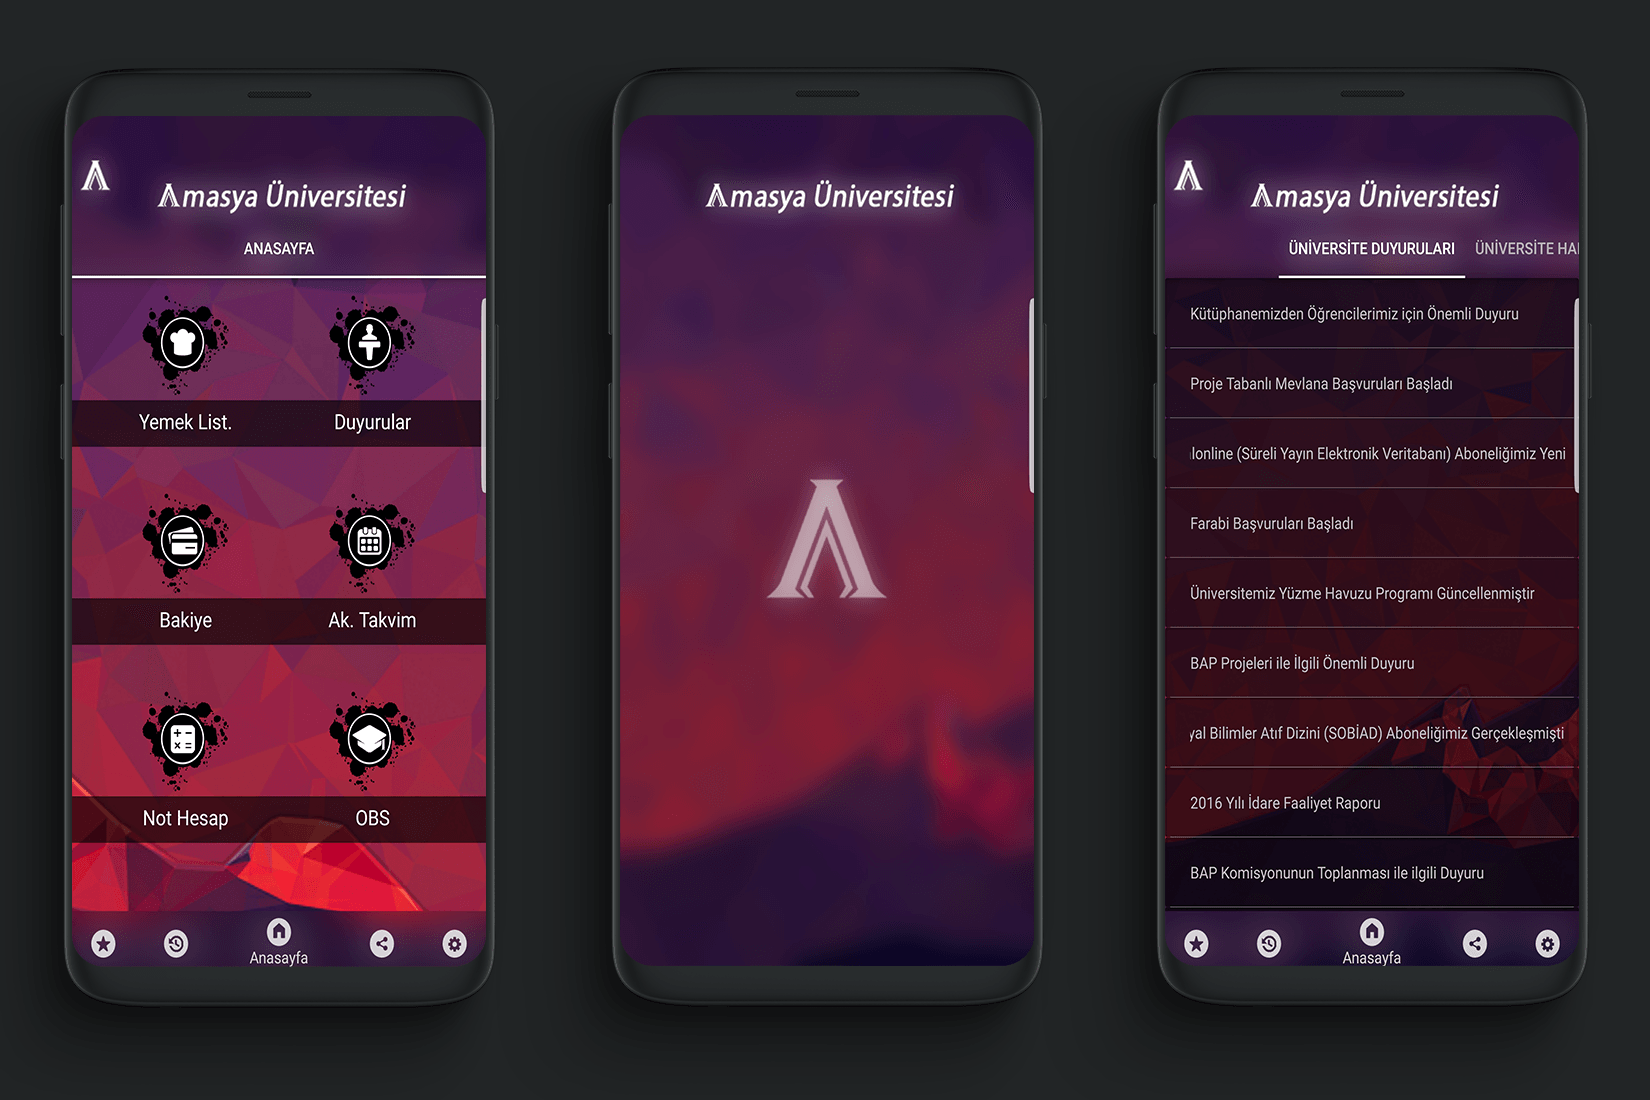 Amasya Üniversitesi
ANASAYFA
Yemek List.
Duyurular
Bakiye
Ak. Takvim
Not Hesap
OBS
Anasayfa
Amasya Üniversitesi
Amasya Üniversitesi
ÜNİVERSİTE DUYURULARI
ÜNİVERSİTE HA
Kütüphanemizden Öğrencilerimiz için Önemli Duyuru
Proje Tabanlı Mevlana Başvuruları Başladı
lonline (Süreli Yayın Elektronik Veritabanı) Aboneliğimiz Yeni
Farabi Başvuruları Başladı
Üniversitemiz Yüzme Havuzu Programı Güncellenmiştir
BAP Projeleri ile İlgili Önemli Duyuru
yal Bilimler Atıf Dizini (SOBİAD) Aboneliğimiz Gerçekleşmişti
2016 Yılı İdare Faaliyet Raporu
BAP Komisyonunun Toplanması ile ilgili Duyuru
Anasayfa